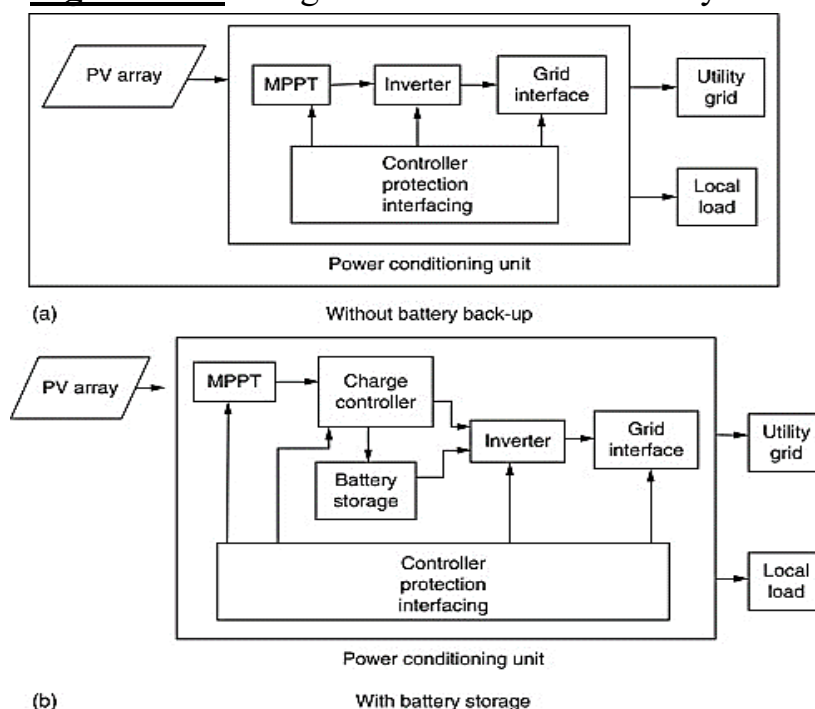 PV array
MPPT
Inverter
Grid
interface
Controller
protection
interfacing
Power conditioning unit
Utility
grid
Local
load
(a)
Without battery back-up
PV array
MPPT
Charge
controller
Battery
storage
Inverter
Grid
interface
Controller
protection
interfacing
Power conditioning unit
Utility
grid
Local
load
(b)
With battery storage